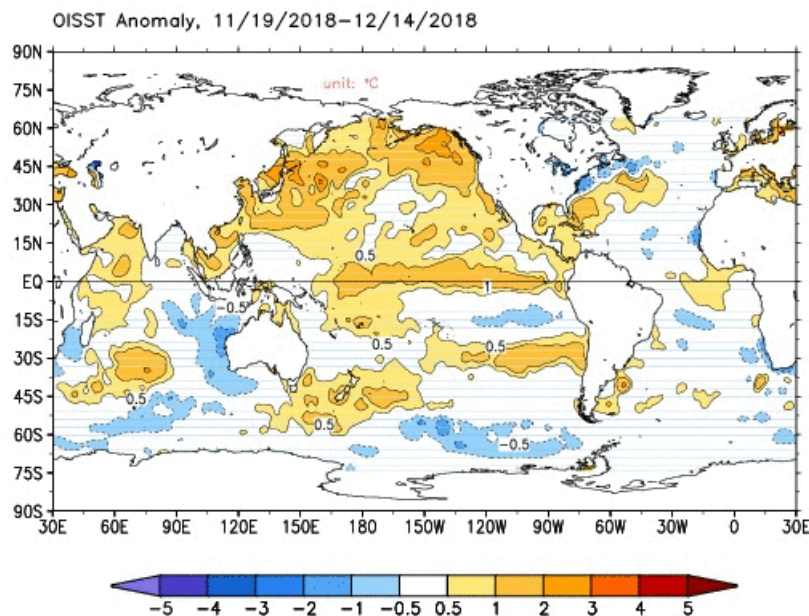 OISST Anomaly, 11/19/2018-12/14/2018
90N
unit: °C
75N
60N
45N
30N
15N
0.5
EQ
1
-0.5
15S
0.5
0.5
30S
45S
0.5
0.5
-0.5
60S
75S
90S
30E 60E 90E 120E 150E 180 150W 120W 90W 60W 30W 0 30E
-5 -4 -3 -2 -1 -0.5 0.5 1 2 3 4 5